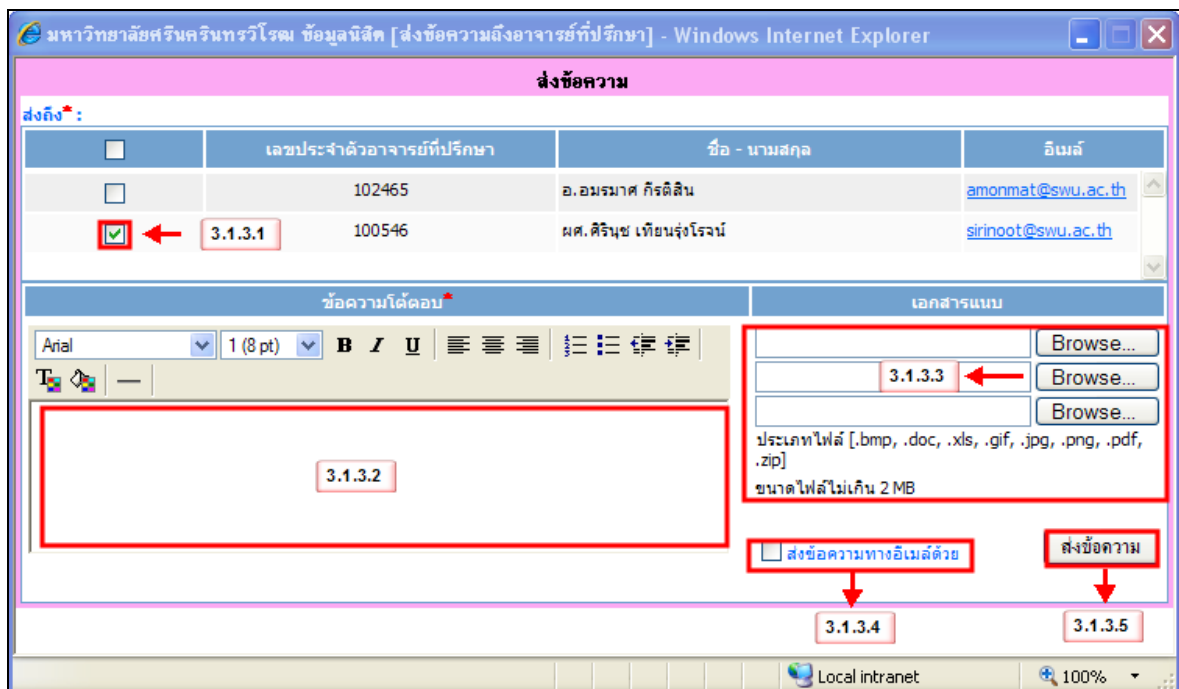 มหาวิทยาลัยศรีนครินทรวิโรฒ ข้อมูลนิสิต [ส่งข้อความถึงอาจารย์ที่ปรึกษา] - Windows Internet Explorer
ส่งข้อความ
ส่งถึง* :
เลขประจำตัวอาจารย์ที่ปรึกษา ชื่อ - นามสกุล อีเมล์
102465 อ.อมรมาศ กีรติสิน amonmat@swu.ac.th
3.1.3.1 100546 ผศ.ศิรินุช เทียนรุ่งโรจน์ sirinoot@swu.ac.th
ข้อความโต้ตอบ* เอกสารแนบ
Arial 1 (8 pt) B I U
Browse...
3.1.3.3 Browse...
Browse...
ประเภทไฟล์ [.bmp, .doc, .xls, .gif, .jpg, .png, .pdf,
.zip]
ขนาดไฟล์ไม่เกิน 2 MB
3.1.3.2
ส่งข้อความทางอีเมล์ด้วย ส่งข้อความ
3.1.3.4 3.1.3.5
Local intranet 100%